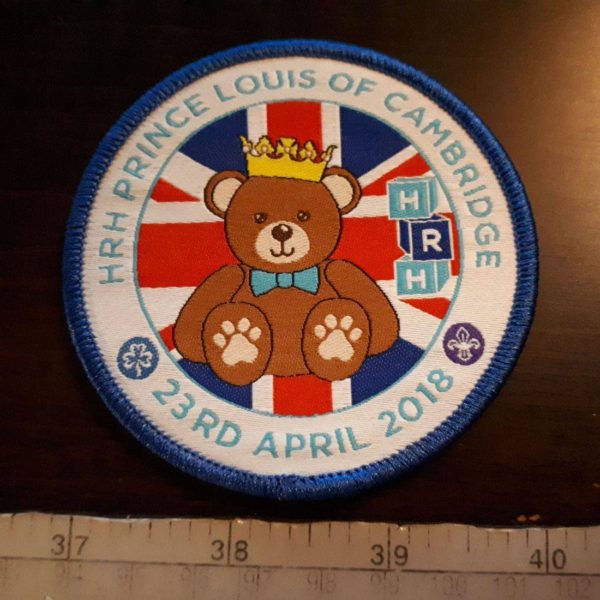 HRH PRINCE LOUIS OF CAMBRIDGE
H
R
H
23RD APRIL 2018
37 38 39 40